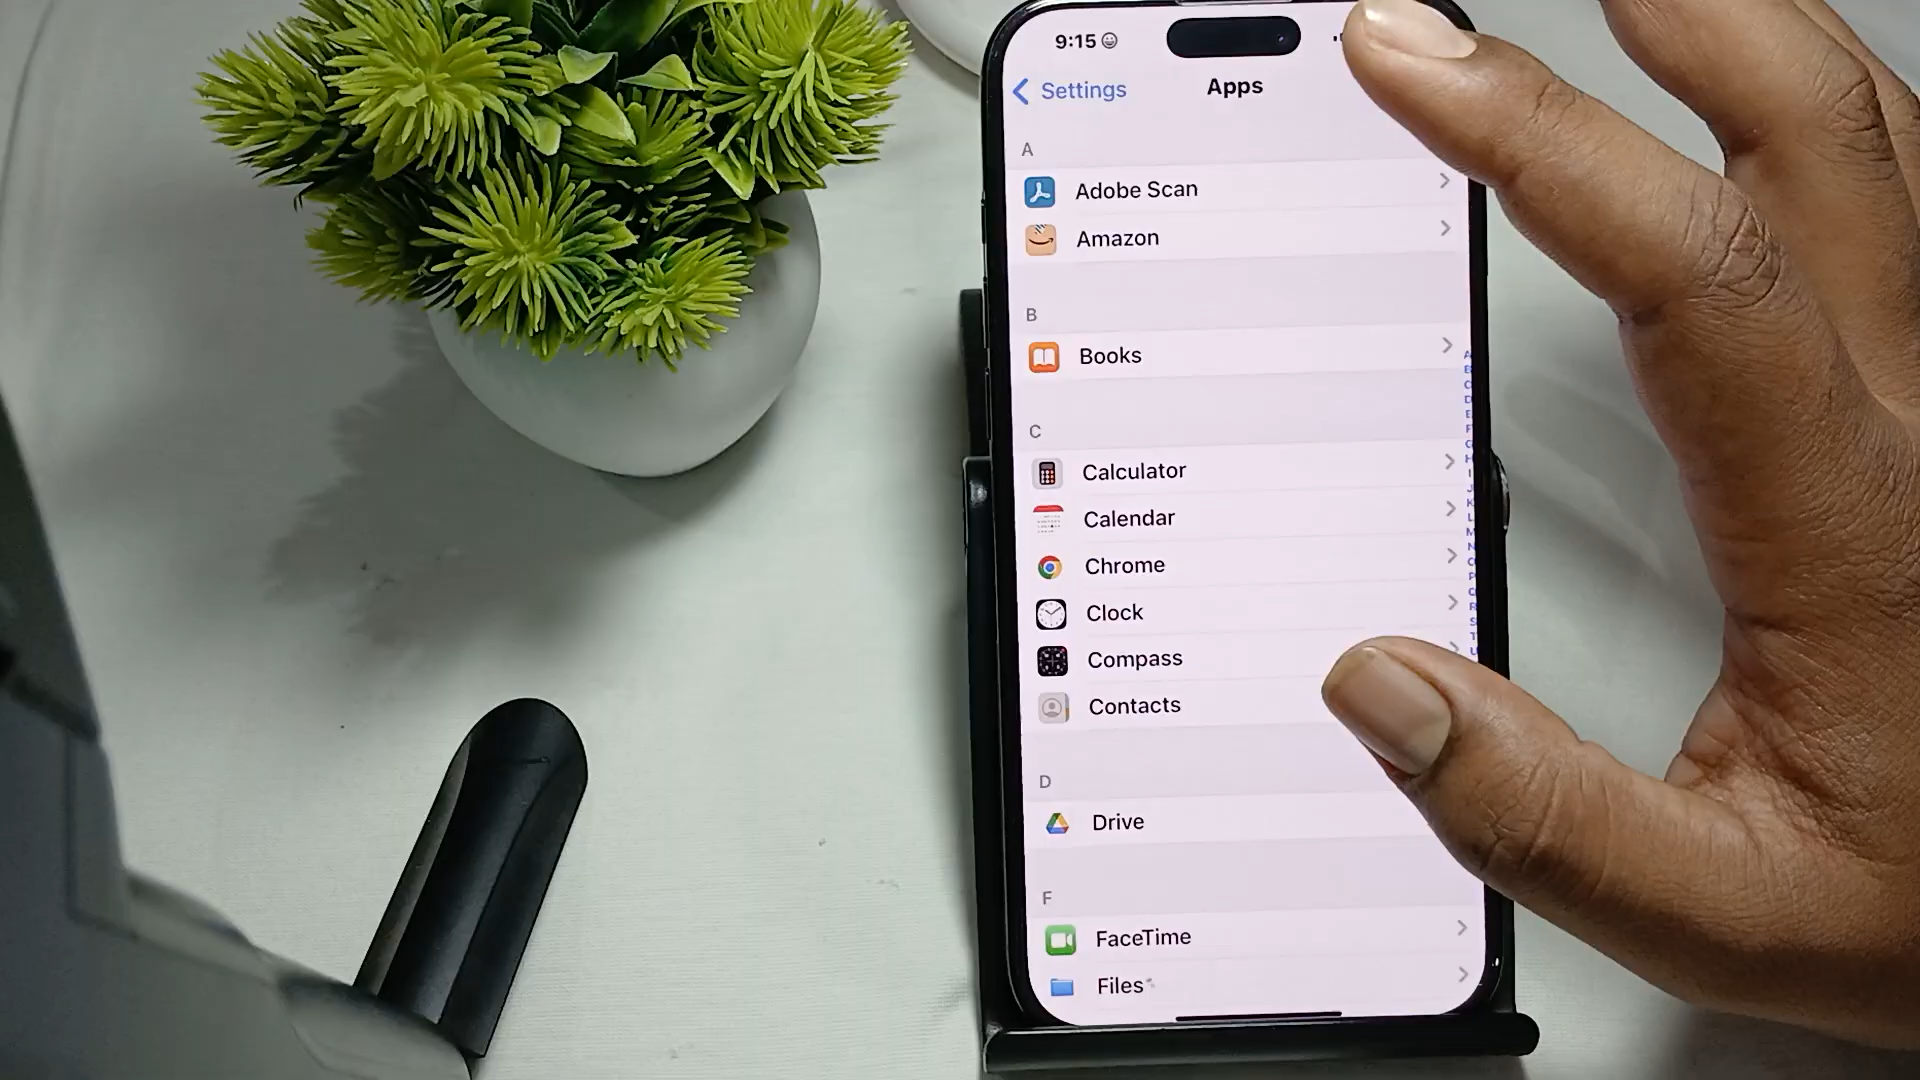 9:15
Settings
Apps
A
Adobe Scan
Amazon
B
Books
C
Calculator
Calendar
Chrome
Clock
Compass
Contacts
D
Drive
F
FaceTime
Files